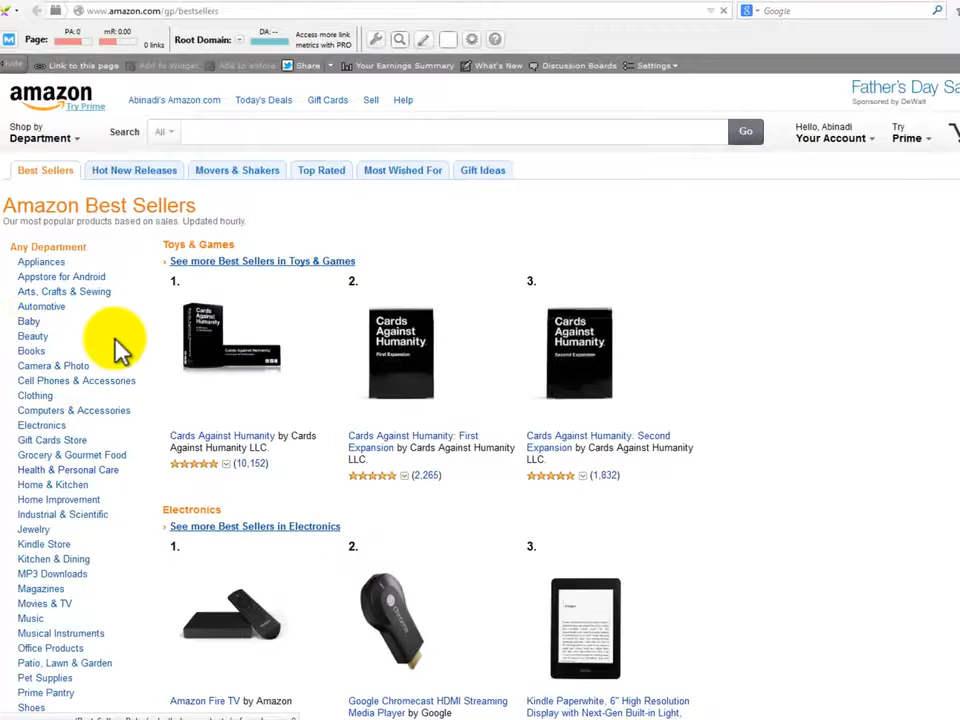 www.amazon.com/gp/bestsellers
Google
Page:
PA: 0
mR: 0.00
0 links
Root Domain:
DA: --
Access more link
metrics with PRO
hide
Link to this page
Add to Widget
Add to aStore
Share
Your Earnings Summary
What's New
Discussion Boards
Settings
amazon
Try Prime
Abinadi's Amazon.com
Today's Deals
Gift Cards
Sell
Help
Father's Day Sa
Sponsored by DeWalt
Shop by
Department
Search
All
Go
Hello, Abinadi
Your Account
Try
Prime
Best Sellers
Hot New Releases
Movers & Shakers
Top Rated
Most Wished For
Gift Ideas
Amazon Best Sellers
Our most popular products based on sales. Updated hourly.
Any Department
Appliances
Appstore for Android
Arts, Crafts & Sewing
Automotive
Baby
Beauty
Books
Camera & Photo
Cell Phones & Accessories
Clothing
Computers & Accessories
Electronics
Gift Cards Store
Grocery & Gourmet Food
Health & Personal Care
Home & Kitchen
Home Improvement
Industrial & Scientific
Jewelry
Kindle Store
Kitchen & Dining
MP3 Downloads
Magazines
Movies & TV
Music
Musical Instruments
Office Products
Patio, Lawn & Garden
Pet Supplies
Prime Pantry
Shoes
Toys & Games
› See more Best Sellers in Toys & Games
1.
Cards
Against
Humanity
Cards Against Humanity
Cards Against Humanity by Cards
Against Humanity LLC.
(10,152)
2.
Cards
Against
Humanity.
First Expansion
Cards Against Humanity: First
Expansion by Cards Against Humanity
LLC.
(2,265)
3.
Cards
Against
Humanity.
Second Expansion
Cards Against Humanity: Second
Expansion by Cards Against Humanity
LLC.
(1,832)
Electronics
› See more Best Sellers in Electronics
1.
Amazon Fire TV by Amazon
2.
chrome
Google Chromecast HDMI Streaming
Media Player by Google
3.
Kindle Paperwhite, 6" High Resolution
Display with Next-Gen Built-in Light,